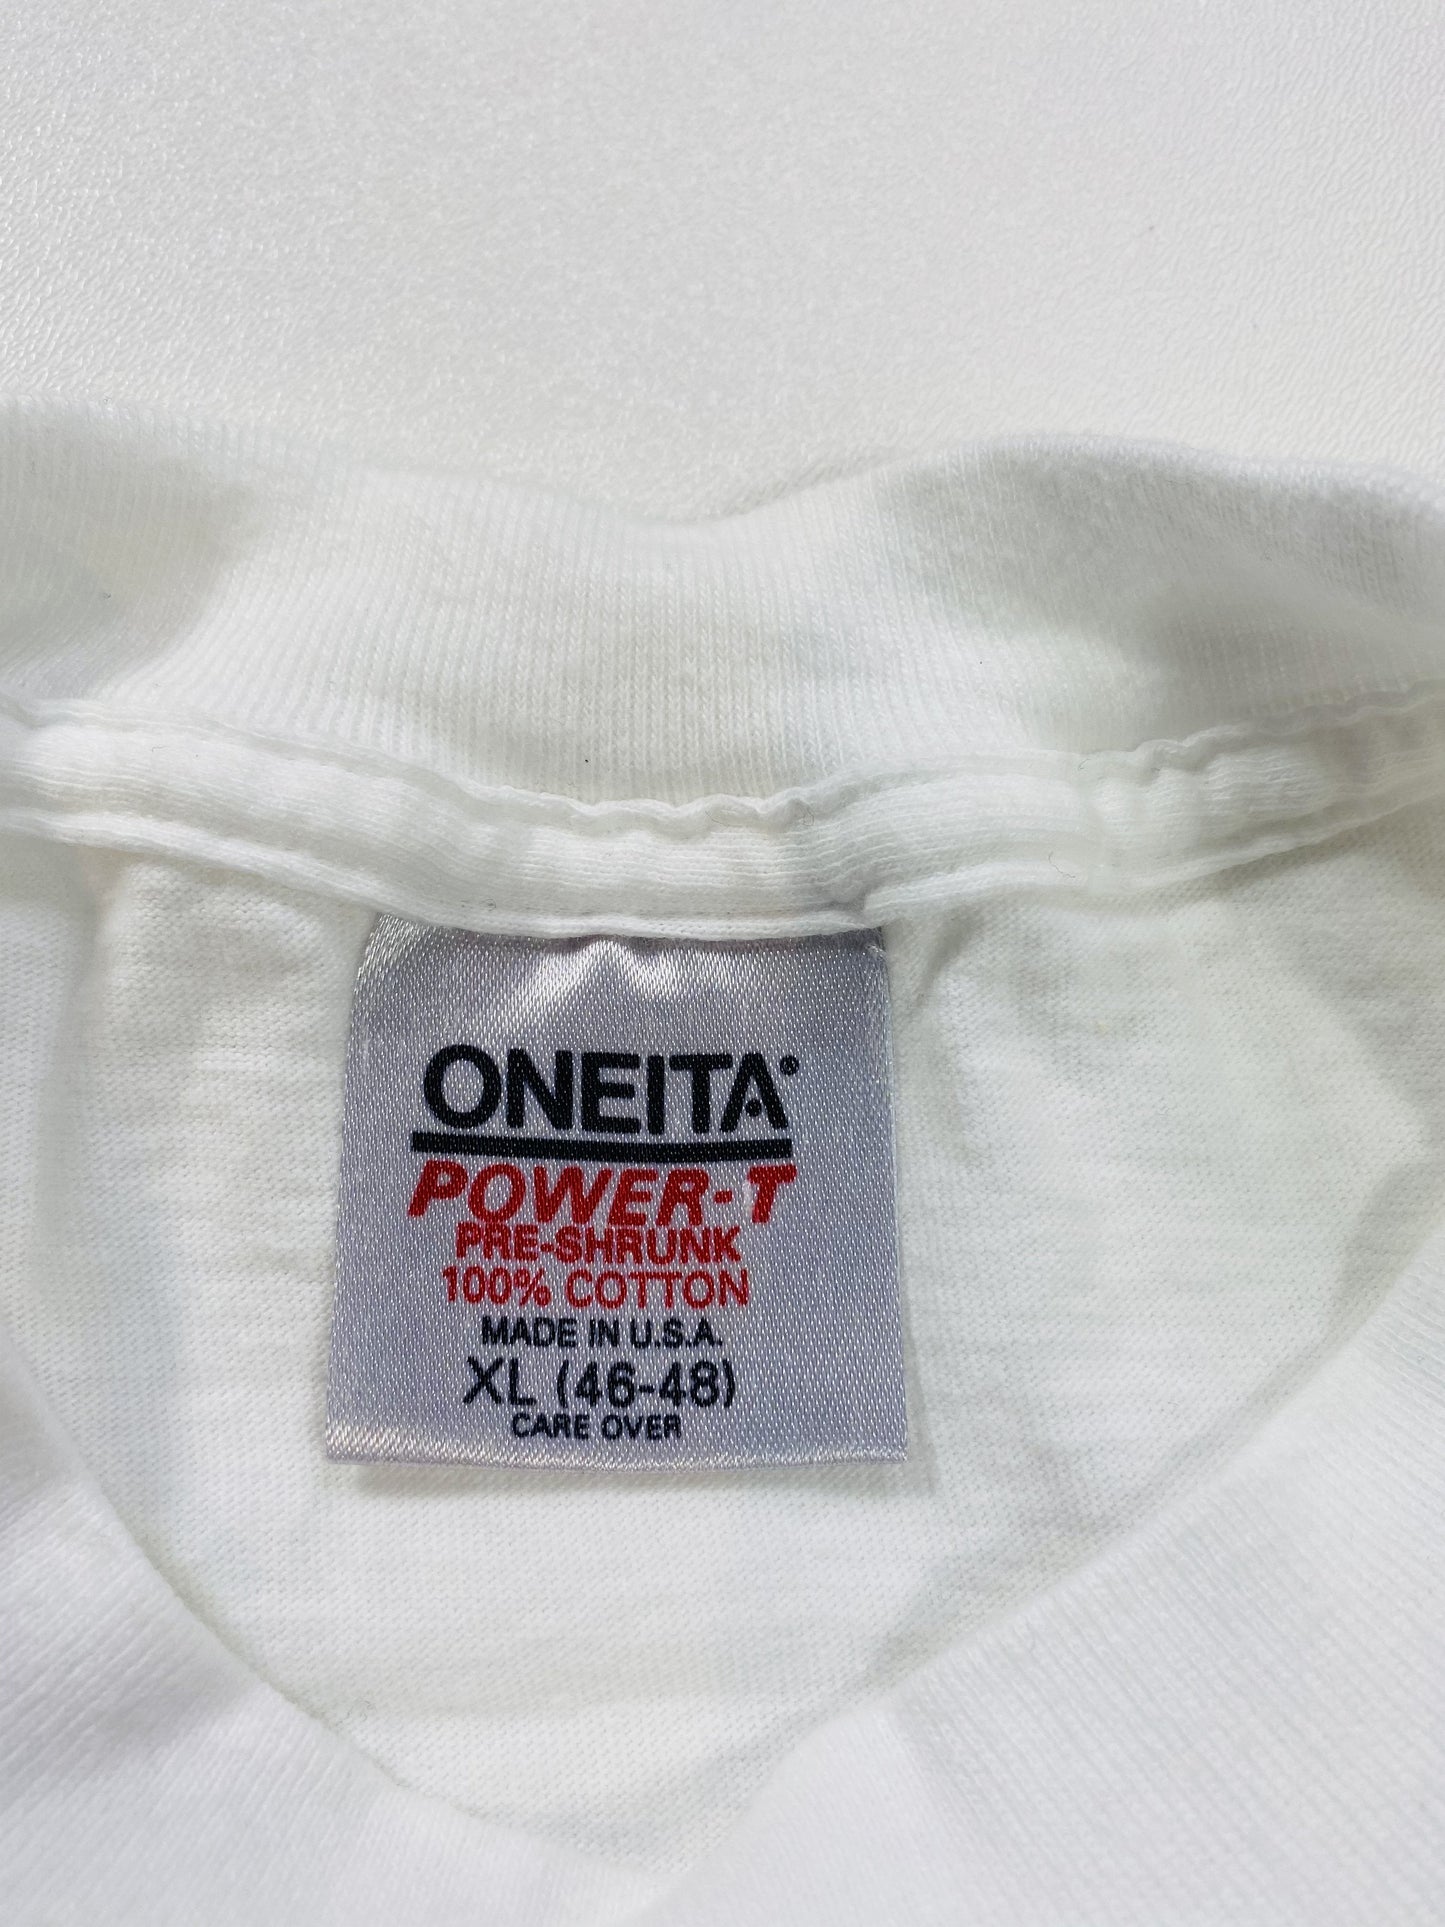 ONEITA®
POWER-T
PRE-SHRUNK
100% COTTON
MADE IN U.S.A.
XL (46-48)
CARE OVER